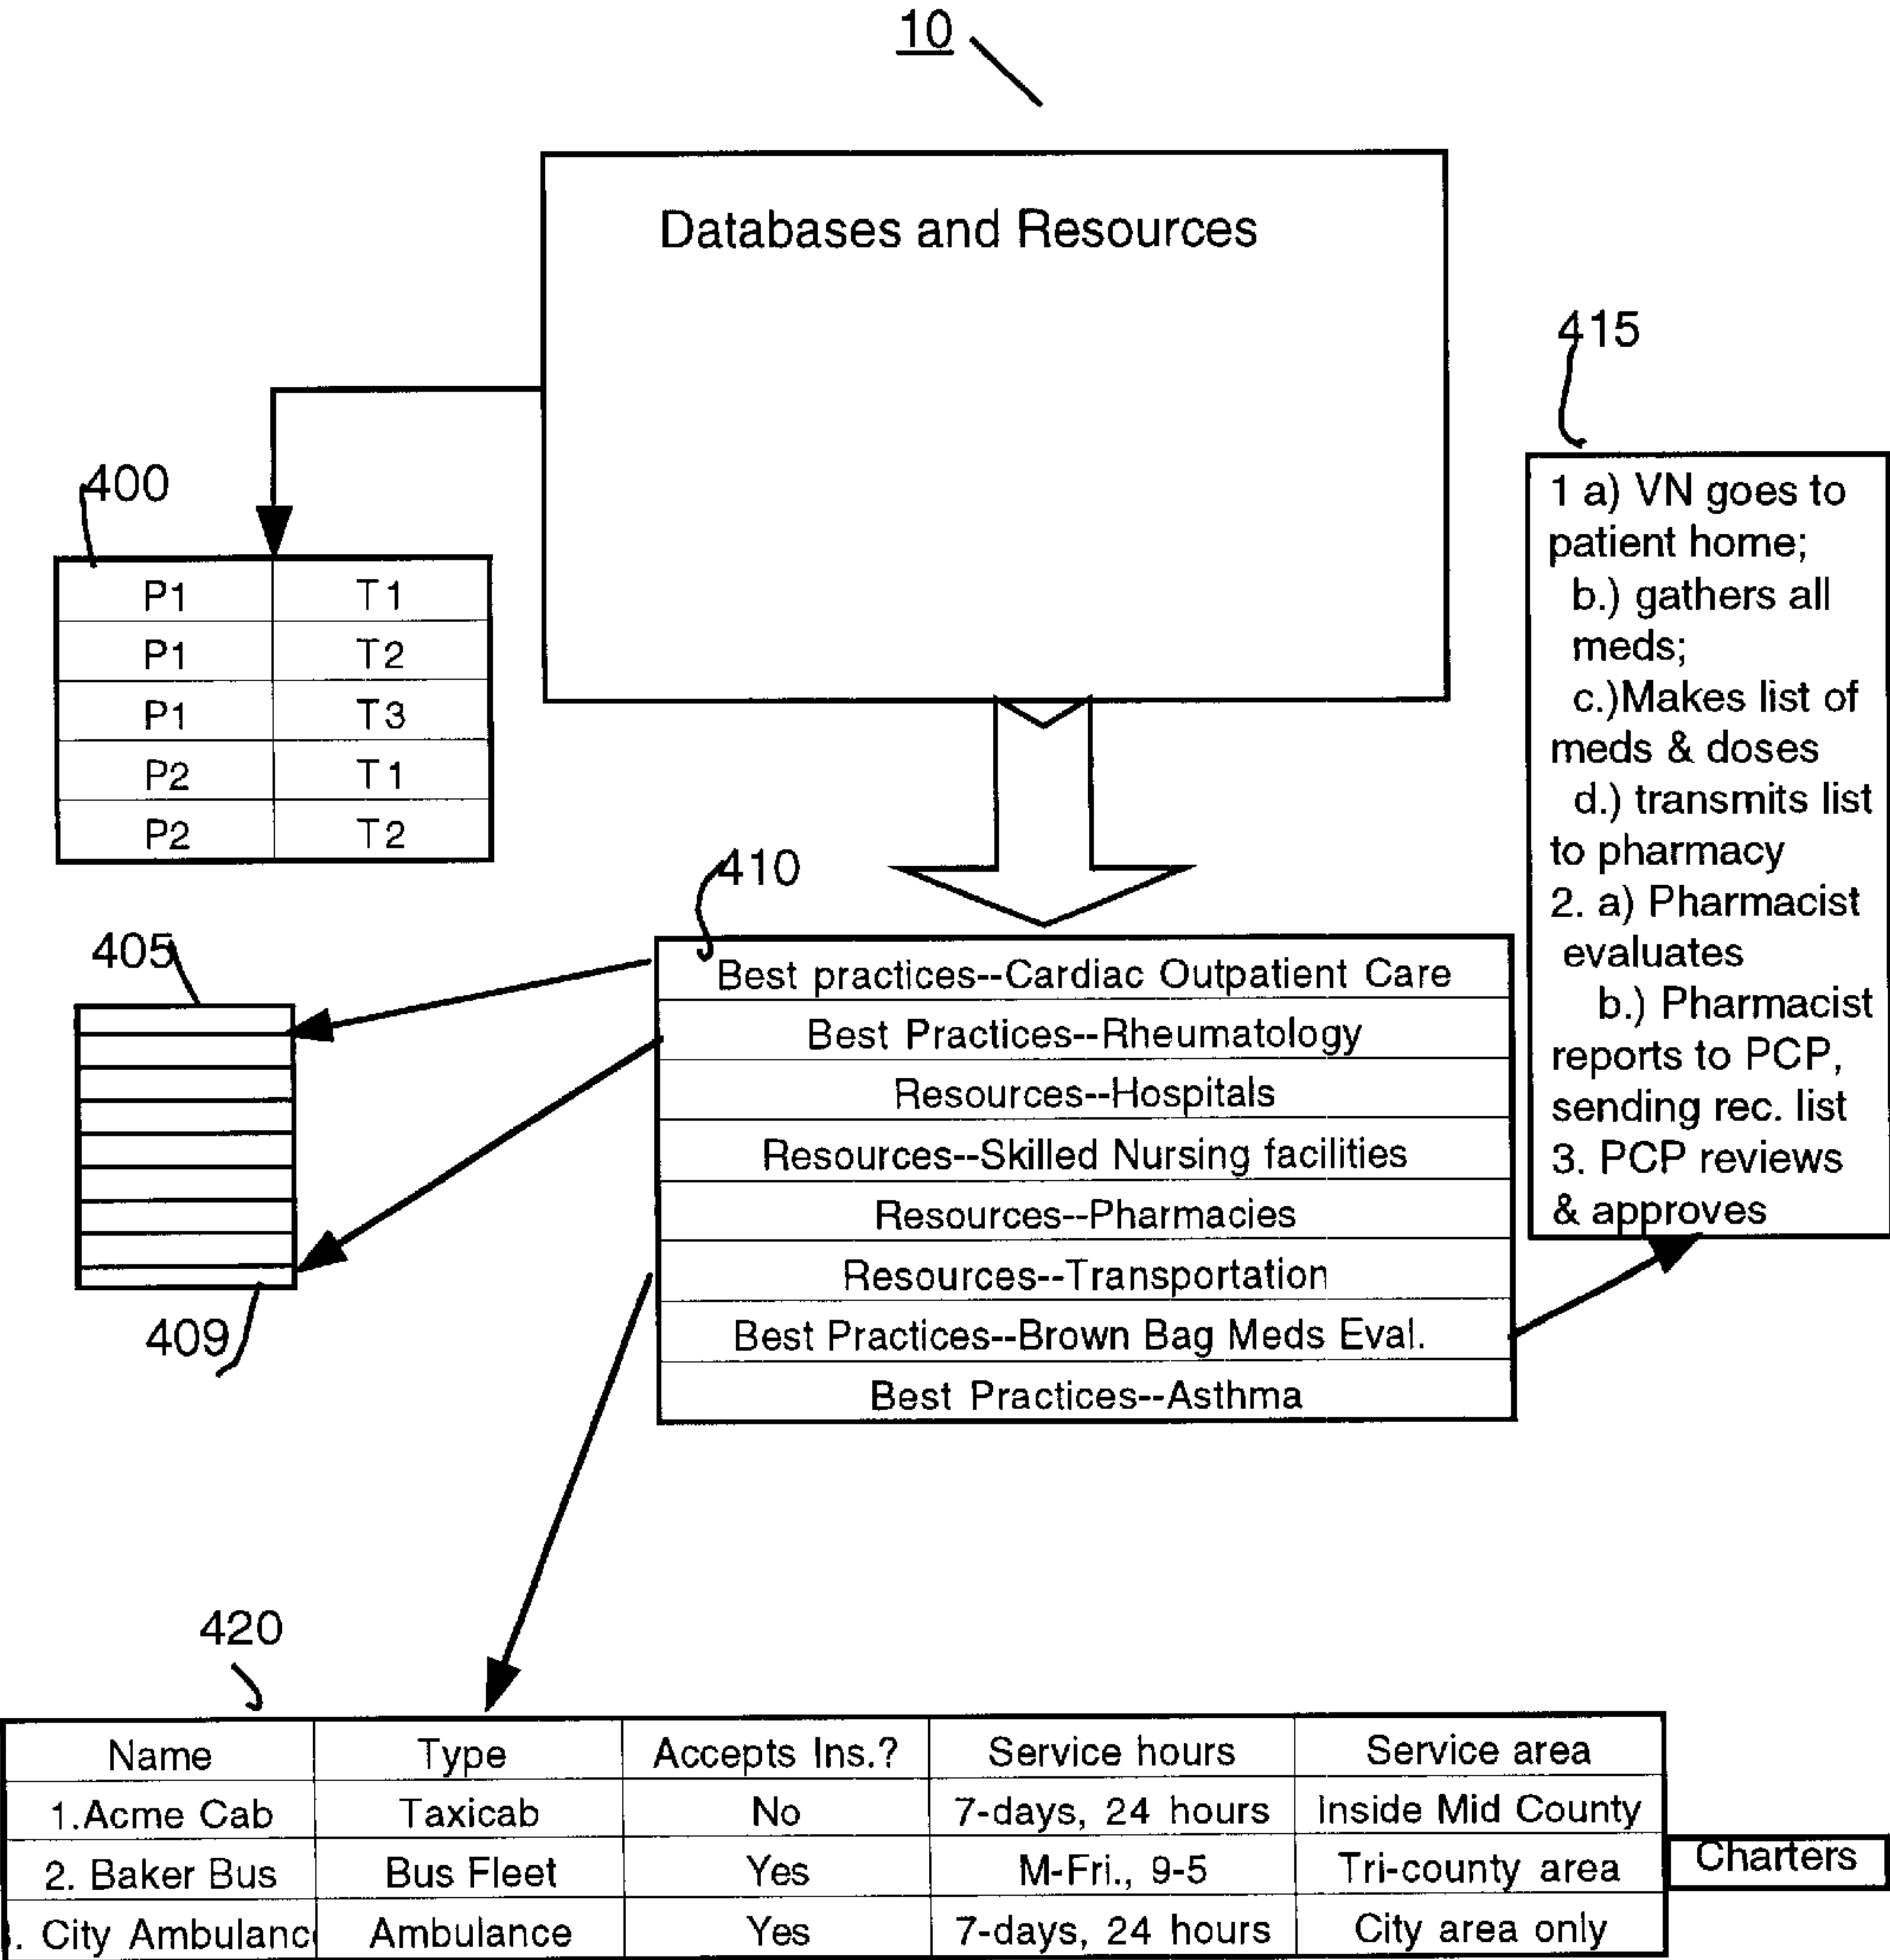 10
Databases and Resources
415
400
P1 T1
P1 T2
P1 T3
P2 T1
P2 T2
1 a) VN goes to
patient home;
b.) gathers all
meds;
c.)Makes list of
meds & doses
d.) transmits list
to pharmacy
2. a) Pharmacist
evaluates
b.) Pharmacist
reports to PCP,
sending rec. list
3. PCP reviews
& approves
410
405
409
Best practices--Cardiac Outpatient Care
Best Practices--Rheumatology
Resources--Hospitals
Resources--Skilled Nursing facilities
Resources--Pharmacies
Resources--Transportation
Best Practices--Brown Bag Meds Eval.
Best Practices--Asthma
420
Name Type Accepts Ins.? Service hours Service area
1.Acme Cab Taxicab No 7-days, 24 hours Inside Mid County
2. Baker Bus Bus Fleet Yes M-Fri., 9-5 Tri-county area Charters
. City Ambulanc Ambulance Yes 7-days, 24 hours City area only